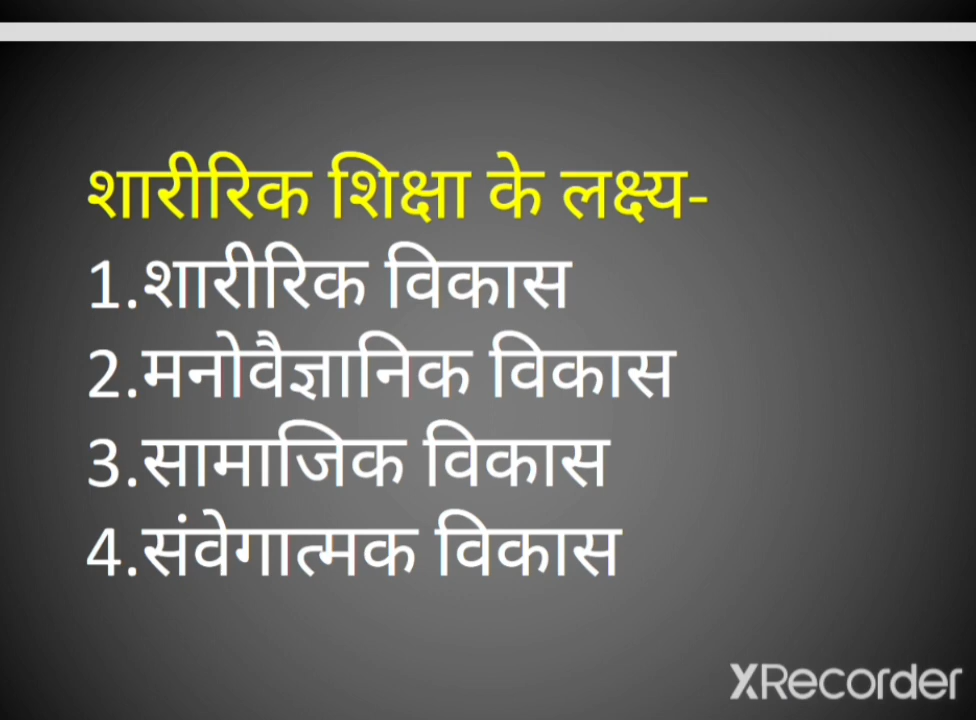 शारीरिक शिक्षा के लक्ष्य-
1.शारीरिक विकास
2.मनोवैज्ञानिक विकास
3.सामाजिक विकास
4.संवेगात्मक विकास
XRecorder